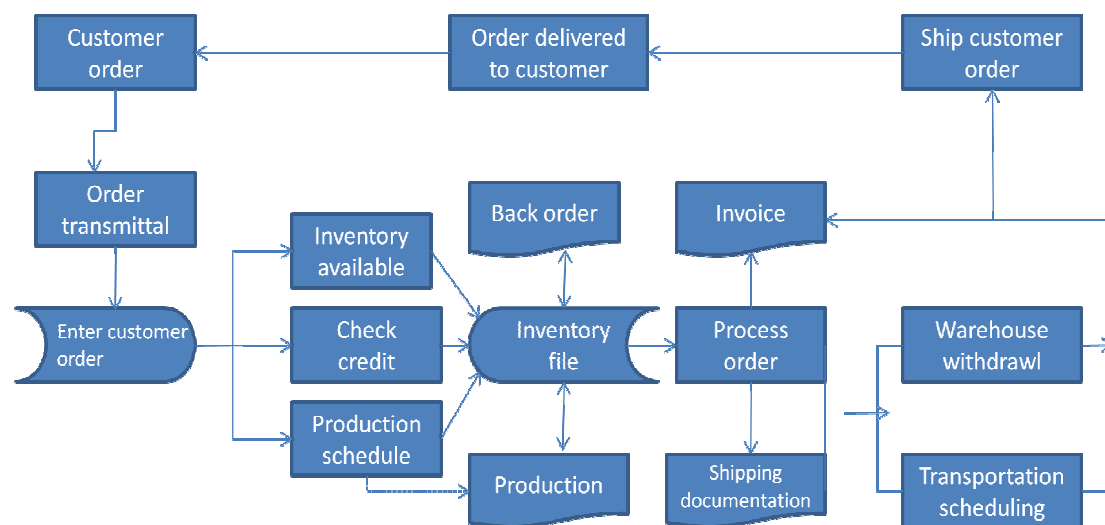 Customer
order
Order delivered
to customer
Ship customer
order
Order
transmittal
Back order
Invoice
Inventory
available
Enter customer
order
Check
credit
Inventory
file
Process
order
Warehouse
withdrawl
Production
schedule
Production
Shipping
documentation
Transportation
scheduling